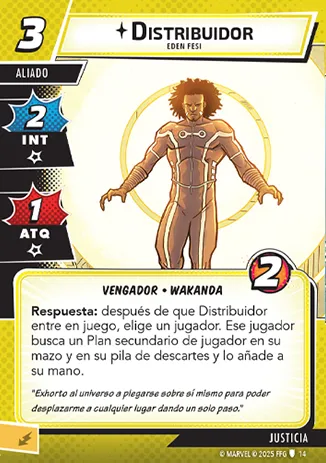 3
Distribuidor
EDEN FESI
ALIADO
2
INT
1
ATQ
2
VENGADOR • WAKANDA
Respuesta: después de que Distribuidor
entre en juego, elige un jugador. Ese jugador
busca un Plan secundario de jugador en su
mazo y en su pila de descartes y lo añade a
su mano.
"Exhorto al universo a plegarse sobre sí mismo para poder
desplazarme a cualquier lugar dando un solo paso."
JUSTICIA
© MARVEL © 2025 FFG 14